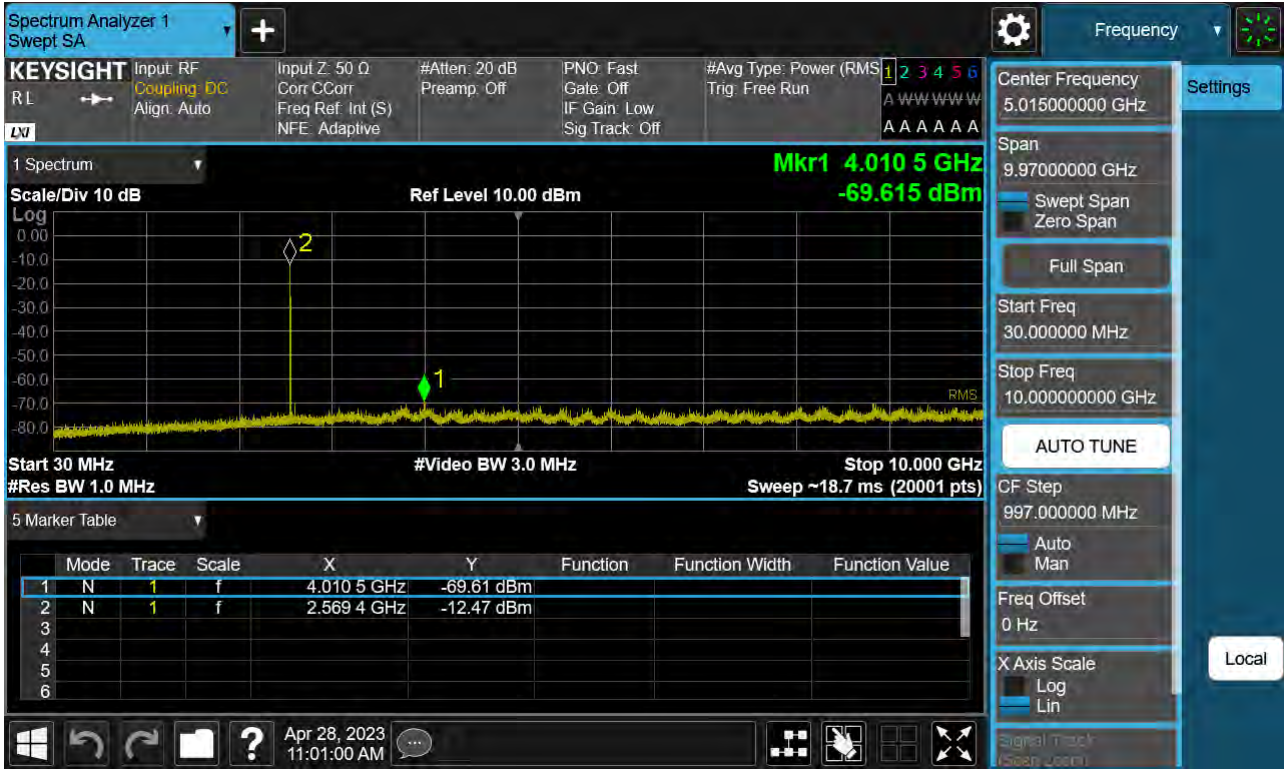 Spectrum Analyzer 1
Swept SA
+
Frequency
KEYSIGHT
RL
LXI
Input: RF
Coupling: DC
Align: Auto
Input Z: 50 Ω
Corr CCorr
Freq Ref: Int (S)
NFE: Adaptive
#Atten: 20 dB
Preamp: Off
PNO: Fast
Gate: Off
IF Gain: Low
Sig Track: Off
#Avg Type: Power (RMS
Trig: Free Run
1 2 3 4 5 6
A W W W W W
A A A A A A
1 Spectrum
Mkr1 4.010 5 GHz
Scale/Div 10 dB
Ref Level 10.00 dBm
-69.615 dBm
Log
0.00
-10.0
-20.0
-30.0
-40.0
-50.0
-60.0
-70.0
-80.0
2
1
RMS
Start 30 MHz
#Video BW 3.0 MHz
Stop 10.000 GHz
#Res BW 1.0 MHz
Sweep ~18.7 ms (20001 pts)
5 Marker Table
Mode Trace Scale X Y Function Function Width Function Value
1 N 1 f 4.010 5 GHz -69.61 dBm
2 N 1 f 2.569 4 GHz -12.47 dBm
3
4
5
6
Center Frequency
5.015000000 GHz
Settings
Span
9.97000000 GHz
Swept Span
Zero Span
Full Span
Start Freq
30.000000 MHz
Stop Freq
10.000000000 GHz
AUTO TUNE
CF Step
997.000000 MHz
Auto
Man
Freq Offset
0 Hz
X Axis Scale
Log
Lin
Signal Track
(Span Zoom)
Local
?
Apr 28, 2023
11:01:00 AM